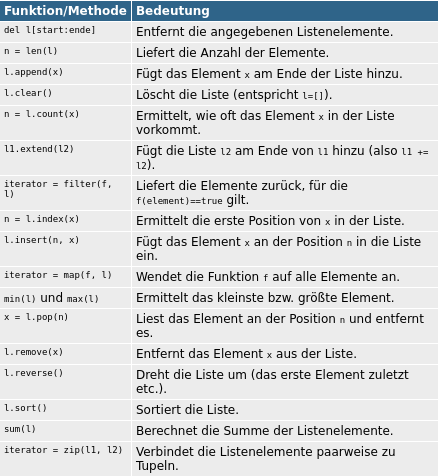 Funktion/Methode Bedeutung
del l[start:ende] Entfernt die angegebenen Listenelemente.
n = len(l) Liefert die Anzahl der Elemente.
l.append(x) Fügt das Element x am Ende der Liste hinzu.
l.clear() Löscht die Liste (entspricht l=[]).
n = l.count(x) Ermittelt, wie oft das Element x in der Liste
vorkommt.
l1.extend(l2) Fügt die Liste l2 am Ende von l1 hinzu (also l1 +=
l2).
iterator = filter(f, Liefert die Elemente zurück, für die
l) f(element)==true gilt.
n = l.index(x) Ermittelt die erste Position von x in der Liste.
l.insert(n, x) Fügt das Element x an der Position n in die Liste
ein.
iterator = map(f, l) Wendet die Funktion f auf alle Elemente an.
min(l) und max(l) Ermittelt das kleinste bzw. größte Element.
x = l.pop(n) Liest das Element an der Position n und entfernt
es.
l.remove(x) Entfernt das Element x aus der Liste.
l.reverse() Dreht die Liste um (das erste Element zuletzt
etc.).
l.sort() Sortiert die Liste.
sum(l) Berechnet die Summe der Listenelemente.
iterator = zip(l1, l2) Verbindet die Listenelemente paarweise zu
Tupeln.